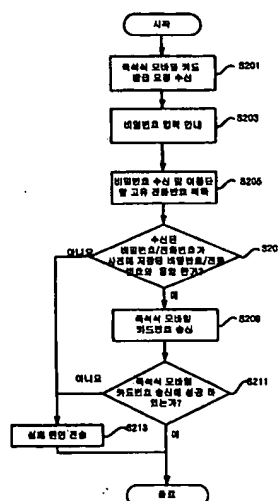 시작
즉석식 모바일 카드
발급 요청 수신
S201
비밀번호 입력 안내
S203
비밀번호 수신 및 이동단
말 고유 전화번호 획득
S205
수신된
비밀번호/전화번호가
사전에 저장된 비밀번호/전화
번호와 동일 한가?
S20
아니오
예
즉석식 모바일
카드번호 송신
S209
즉석식 모바일
카드번호 송신에 성공 하
였는가?
S211
아니오
예
실패 원인 전송
S213
종료